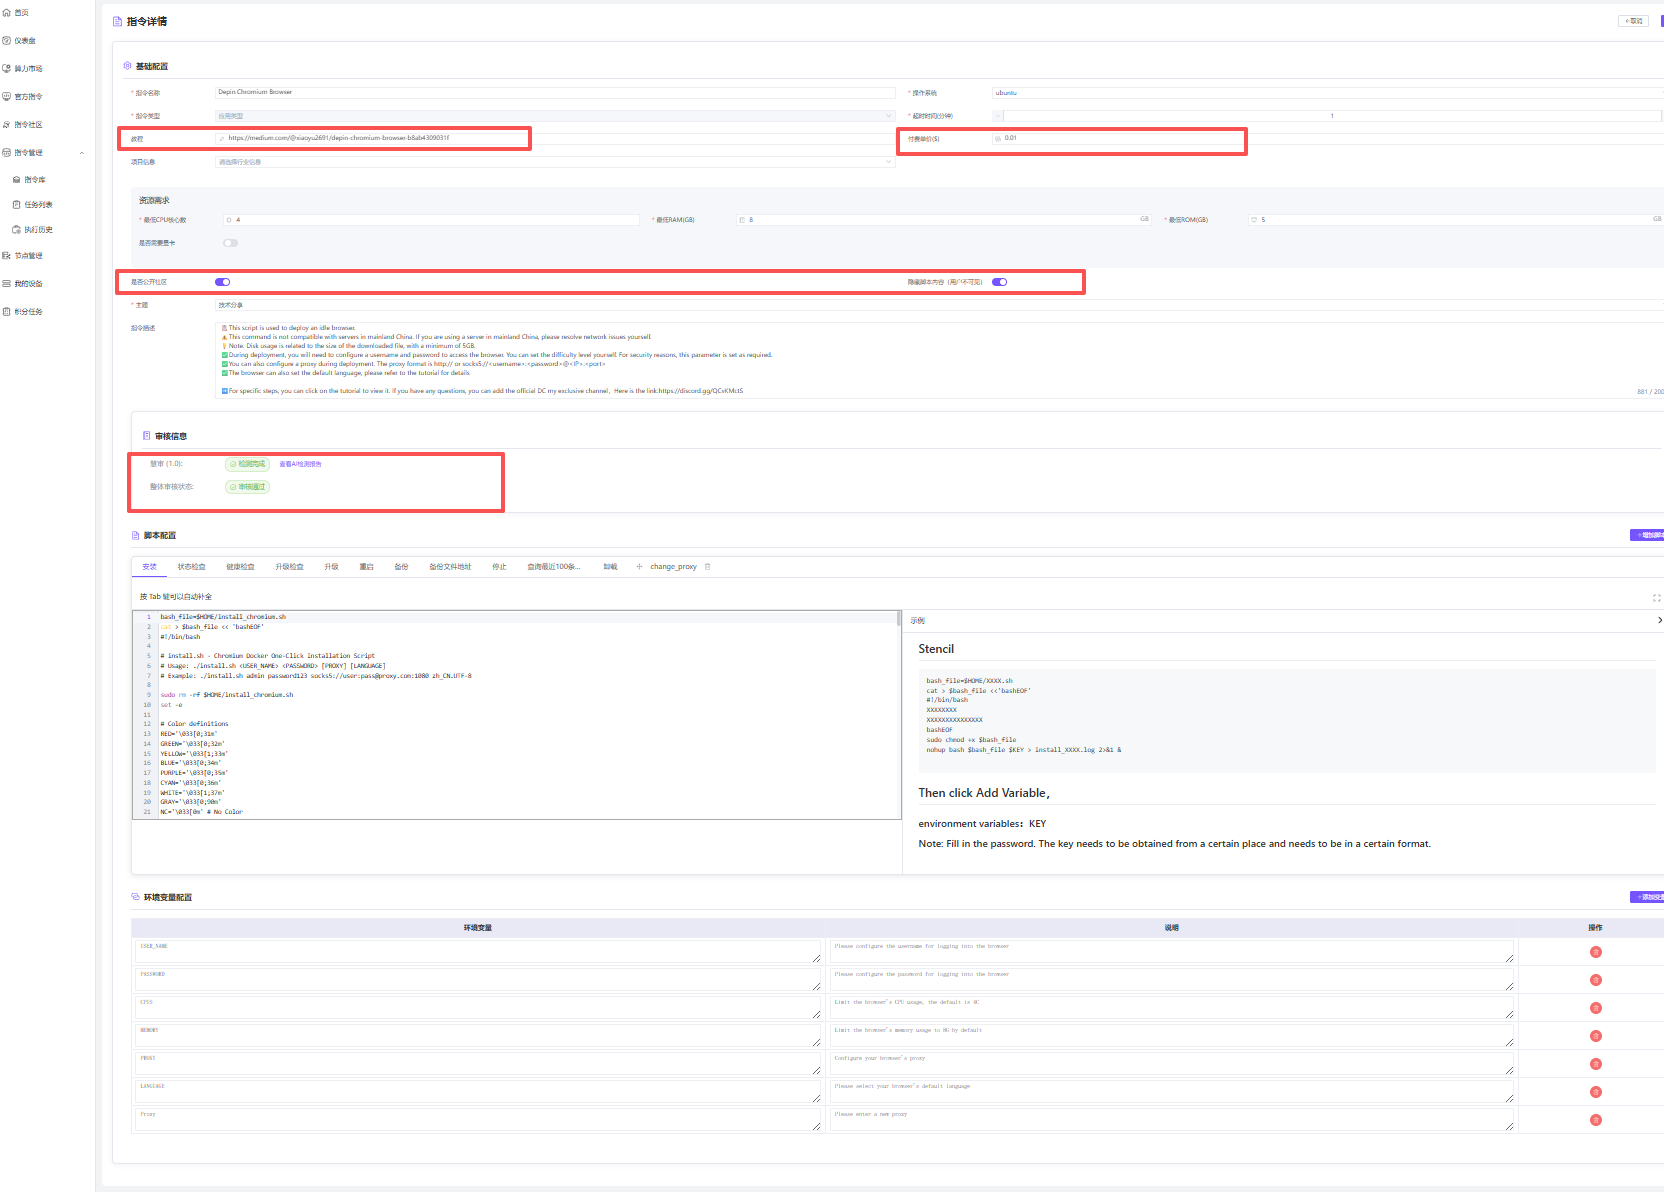 首页
仪表盘
算力市场
官方指令
指令社区
指令管理
指令库
任务列表
执行历史
节点管理
我的设备
积分任务
指令详情
取消
基础配置
* 指令名称 Depin Chromium Browser
* 操作系统 ubuntu
* 指令类型 应用类型
* 超时时间(分钟) 1
教程 https://medium.com/@xiaoyu2691/depin-chromium-browser-b8ab4309031f
付费单价($) 0.01
项目信息 请选择行业信息
资源需求
* 最低CPU核心数 4
* 最低RAM(GB) 8 GB
* 最低ROM(GB) 5 GB
是否需要显卡
是否公开社区
隐藏脚本内容（用户不可见）
* 主题 技术分享
指令描述
This script is used to deploy an idle browser.
This command is not compatible with servers in mainland China. If you are using a server in mainland China, please resolve network issues yourself.
Note: Disk usage is related to the size of the downloaded file, with a minimum of 5GB.
During deployment, you will need to configure a username and password to access the browser. You can set the difficulty level yourself. For security reasons, this parameter is set as required.
You can also configure a proxy during deployment. The proxy format is http:// or socks5://<username>:<password>@<IP>:<port>
The browser can also set the default language, please refer to the tutorial for details
For specific steps, you can click on the tutorial to view it. If you have any questions, you can add the official DC my exclusive channel，Here is the link:https://discord.gg/QCvKMctS
881 / 200
审核信息
慧审 (1.0): 检测完成 查看AI检测报告
整体审核状态: 审核通过
脚本配置
+ 增加脚本
安装 状态检查 健康检查 升级检查 升级 重启 备份 备份文件地址 停止 查询最近100条... 卸载 change_proxy
按 Tab 键可以自动补全
1 bash_file=$HOME/install_chromium.sh
2 cat > $bash_file << 'bashEOF'
3 #!/bin/bash
4
5 # install.sh - Chromium Docker One-Click Installation Script
6 # Usage: ./install.sh <USER_NAME> <PASSWORD> [PROXY] [LANGUAGE]
7 # Example: ./install.sh admin password123 socks5://user:pass@proxy.com:1080 zh_CN.UTF-8
8
9 sudo rm -rf $HOME/install_chromium.sh
10 set -e
11
12 # Color definitions
13 RED='\033[0;31m'
14 GREEN='\033[0;32m'
15 YELLOW='\033[1;33m'
16 BLUE='\033[0;34m'
17 PURPLE='\033[0;35m'
18 CYAN='\033[0;36m'
19 WHITE='\033[1;37m'
20 GRAY='\033[0;90m'
21 NC='\033[0m' # No Color
示例
Stencil
bash_file=$HOME/XXXX.sh
cat > $bash_file <<'bashEOF'
#!/bin/bash
XXXXXXXX
XXXXXXXXXXXXXXX
bashEOF
sudo chmod +x $bash_file
nohup bash $bash_file $KEY > install_XXXX.log 2>&1 &
Then click Add Variable，
environment variables：KEY
Note: Fill in the password. The key needs to be obtained from a certain place and needs to be in a certain format.
环境变量配置
+ 添加变量
环境变量 说明 操作
USER_NAME Please configure the username for logging into the browser
PASSWORD Please configure the password for logging into the browser
CPUS Limit the browser's CPU usage, the default is 4C
MEMORY Limit the browser's memory usage to 8G by default
PROXY Configure your browser's proxy
LANGUAGE Please select your browser's default language
Proxy Please enter a new proxy